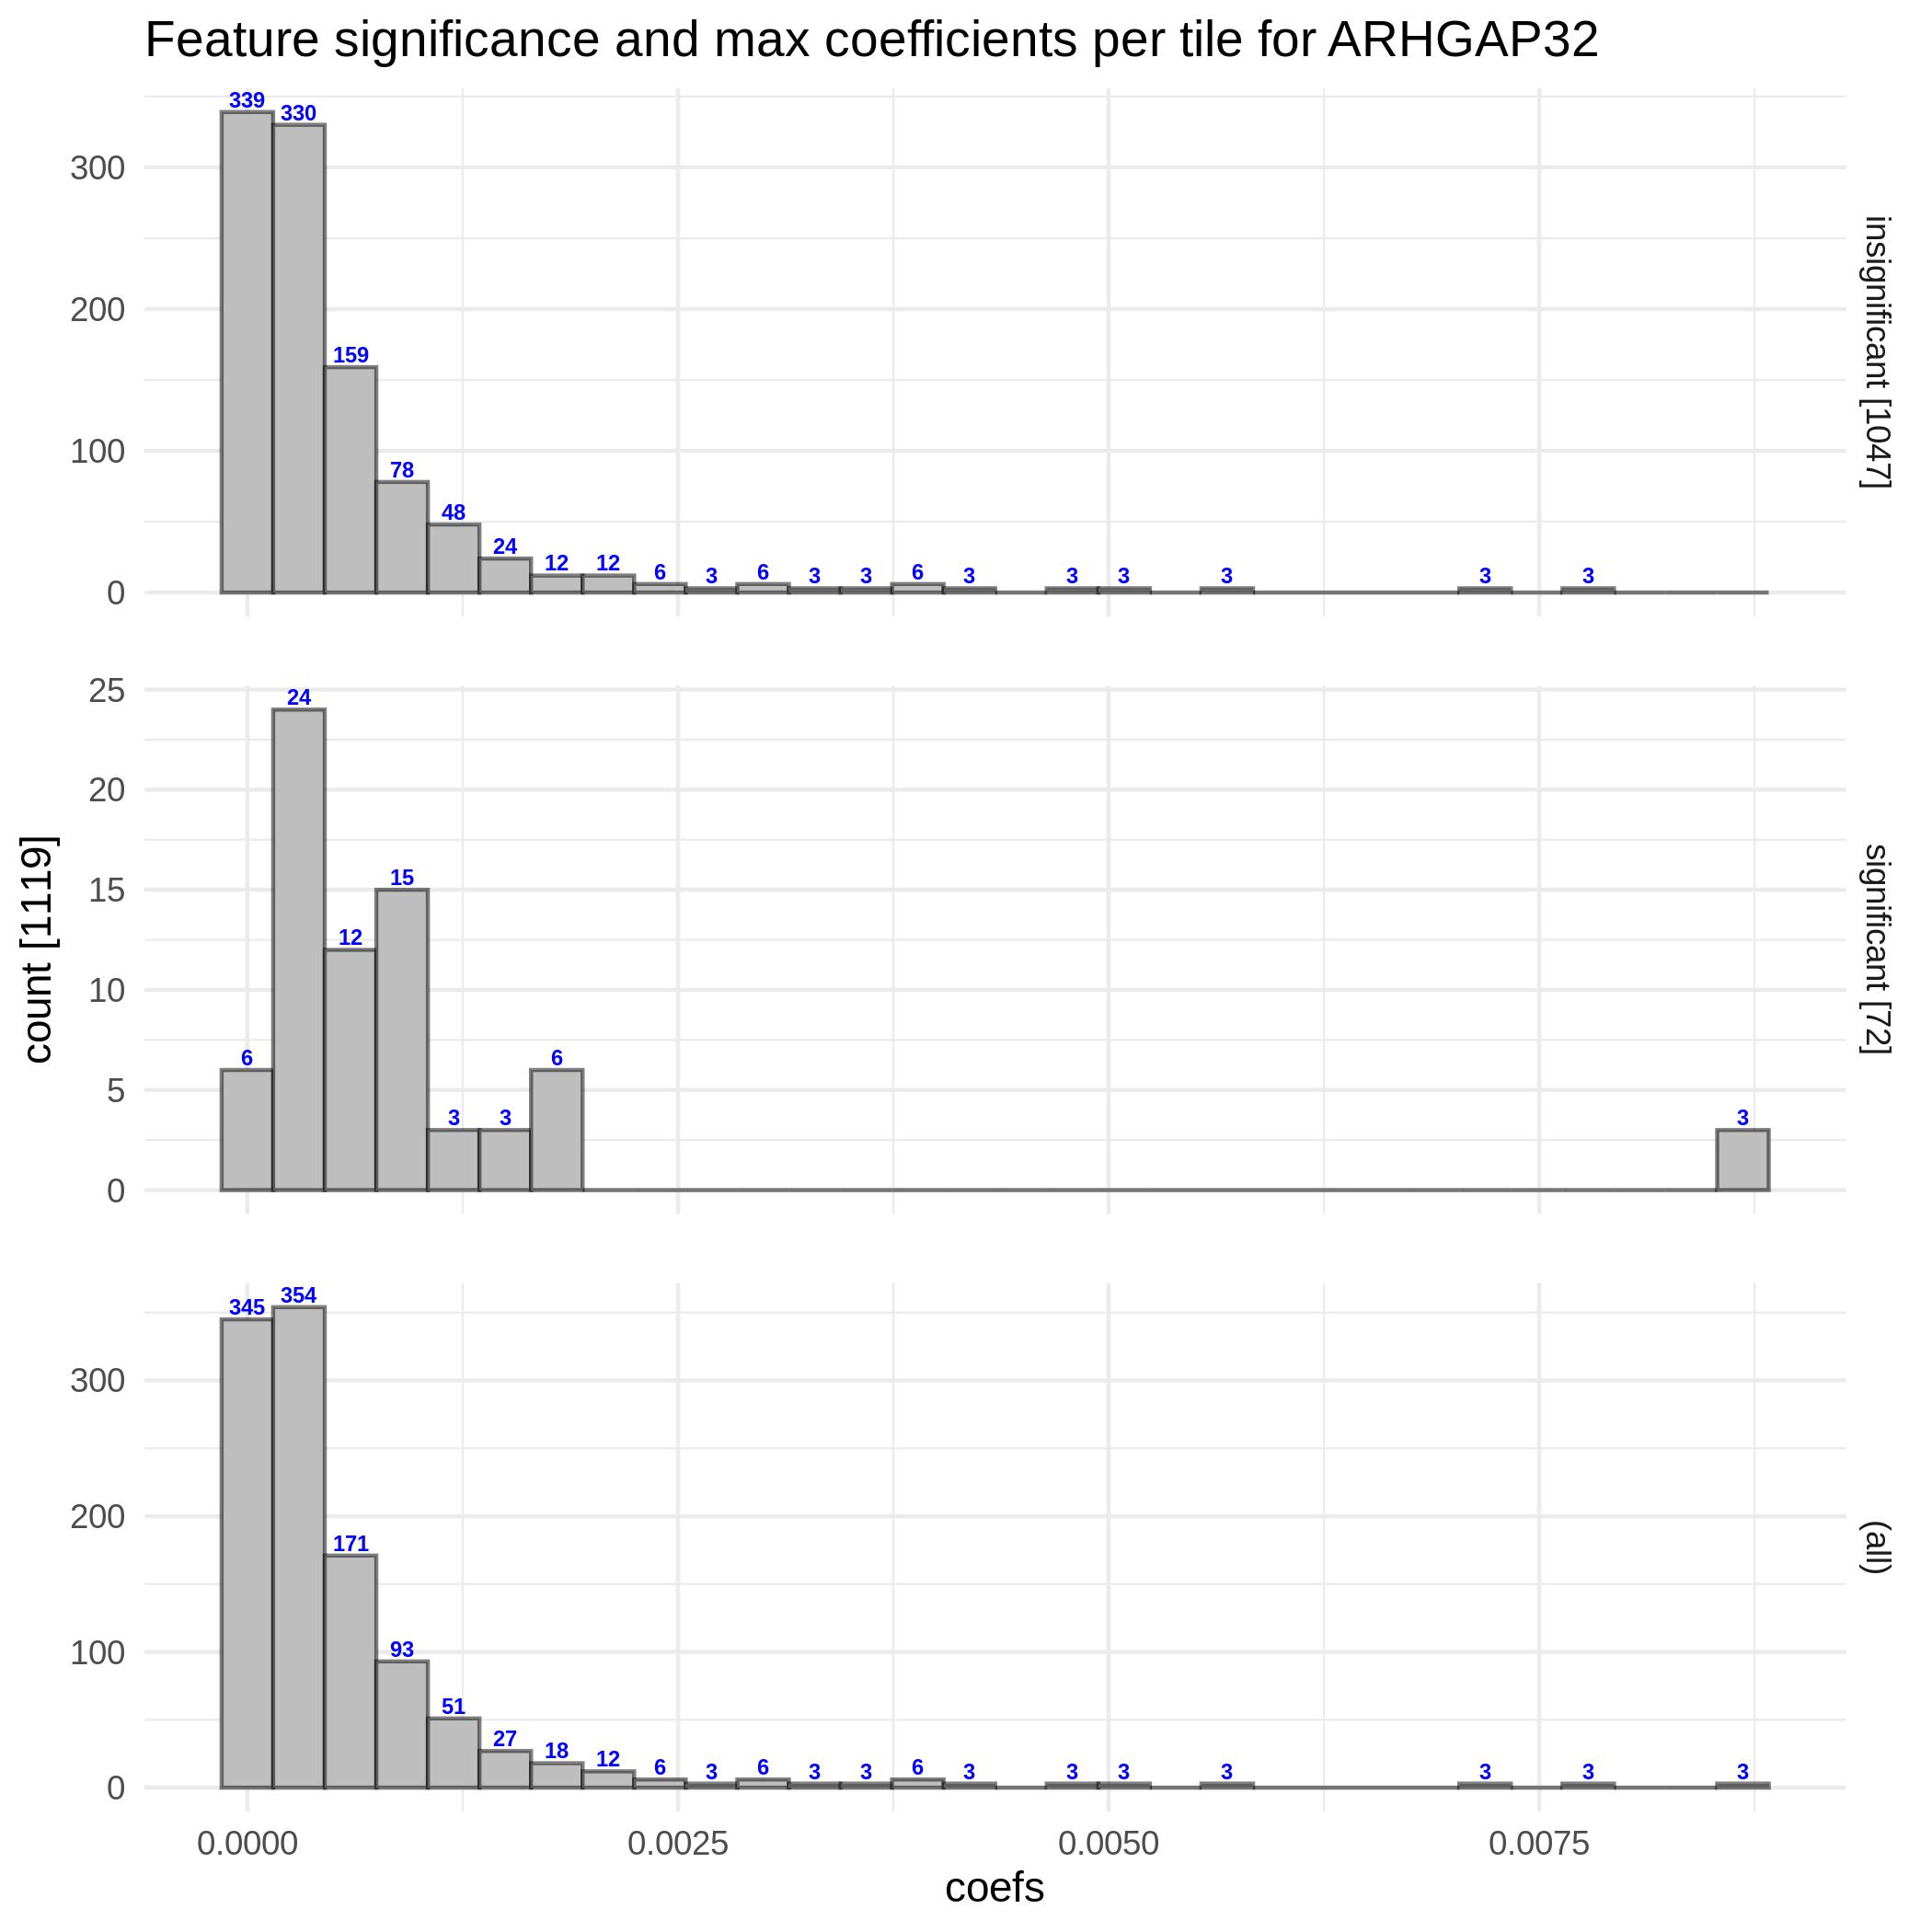 Feature significance and max coefficients per tile for ARHGAP32
339 330 159 78 48 24 12 12 6 3 6 3 3 6 3 3 3 3 3 3
300
200
100
0
insignificant [1047]
24 6 12 15 3 3 6 3
25
20
15
10
5
0
significant [72]
count [1119]
345 354 171 93 51 27 18 12 6 3 6 3 3 6 3 3 3 3 3 3 3
300
200
100
0
(all)
0.0000 0.0025 0.0050 0.0075
coefs